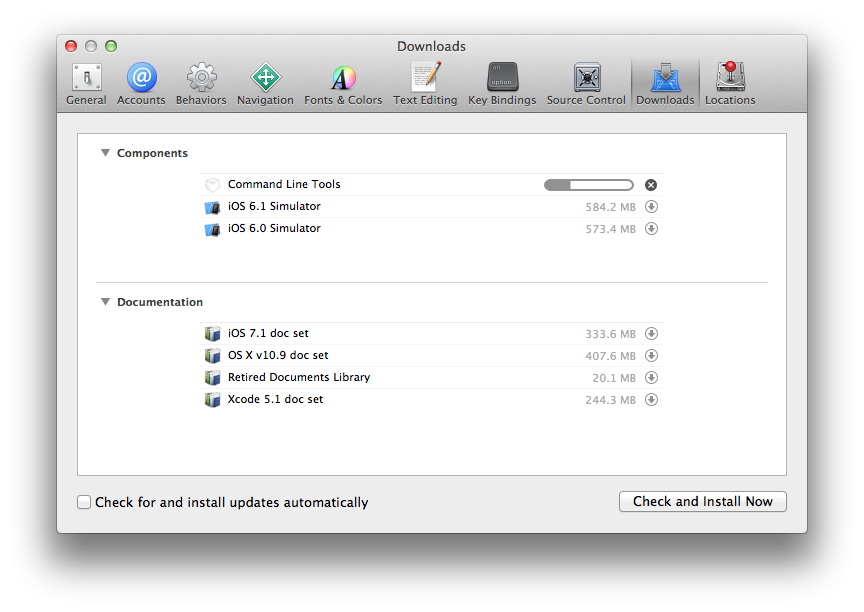 Downloads
General Accounts Behaviors Navigation Fonts & Colors Text Editing Key Bindings Source Control Downloads Locations
Components
Command Line Tools
iOS 6.1 Simulator 584.2 MB
iOS 6.0 Simulator 573.4 MB
Documentation
iOS 7.1 doc set 333.6 MB
OS X v10.9 doc set 407.6 MB
Retired Documents Library 20.1 MB
Xcode 5.1 doc set 244.3 MB
Check for and install updates automatically Check and Install Now